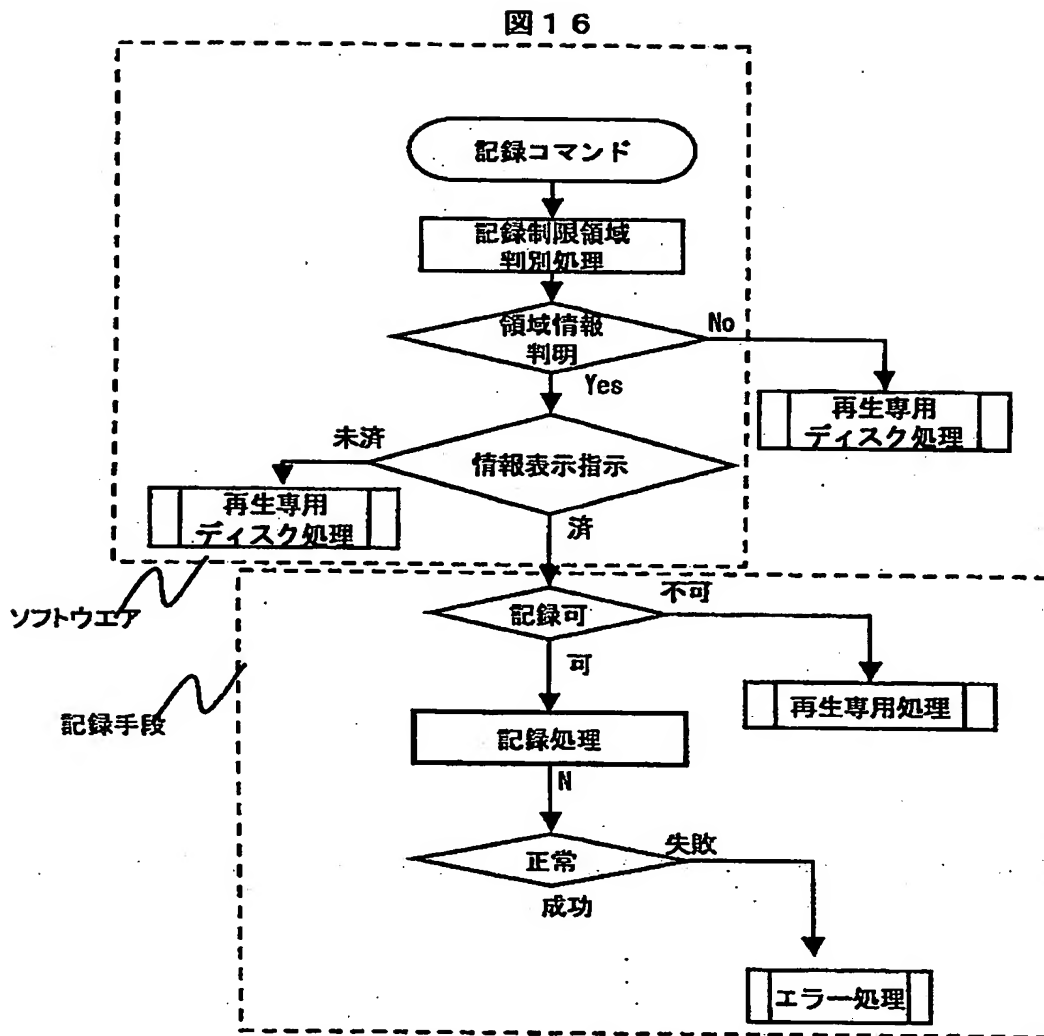 図16
記録コマンド
記録制限領域
判別処理
領域情報
判明
No
Yes
再生専用
ディスク処理
未済
情報表示指示
再生専用
ディスク処理
済
ソフトウエア
記録可
不可
可
記録手段
再生専用処理
記録処理
N
正常
失敗
成功
エラー処理